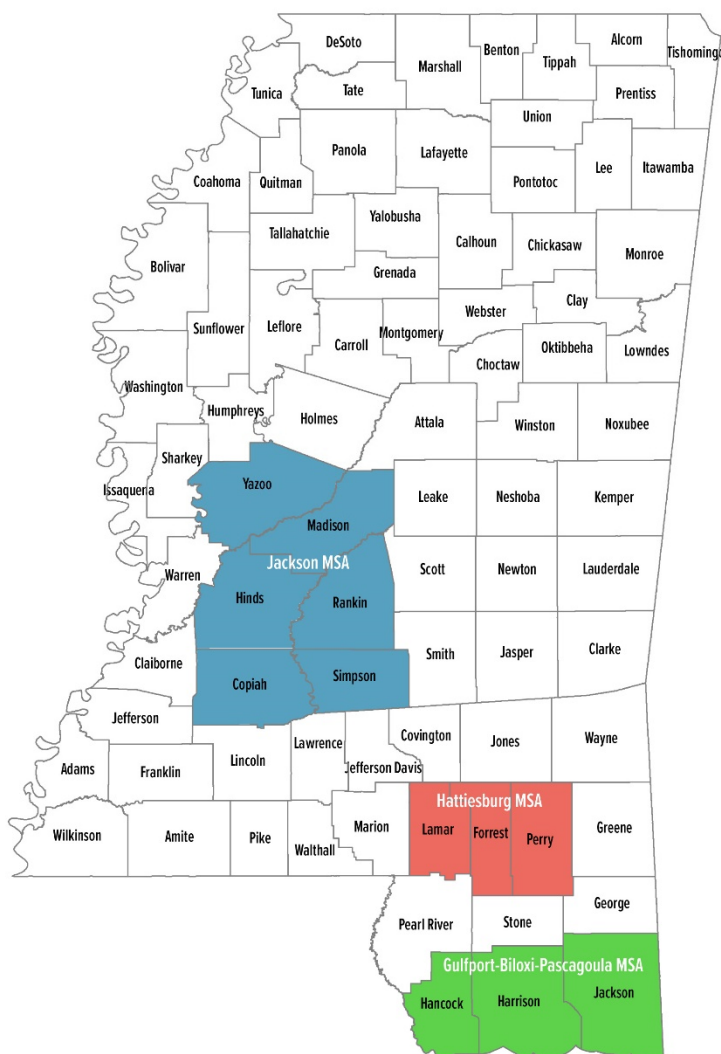 DeSoto
Marshall
Benton
Tippah
Alcorn
Tishomingo
Tunica
Tate
Prentiss
Union
Panola
Lafayette
Coahoma
Quitman
Pontotoc
Lee
Itawamba
Yalobusha
Tallahatchie
Calhoun
Chickasaw
Monroe
Bolivar
Grenada
Sunflower
Leflore
Carroll
Montgomery
Webster
Clay
Choctaw
Oktibbeha
Lowndes
Washington
Humphreys
Holmes
Attala
Winston
Noxubee
Sharkey
Issaquena
Yazoo
Madison
Leake
Neshoba
Kemper
Jackson MSA
Warren
Hinds
Rankin
Scott
Newton
Lauderdale
Claiborne
Copiah
Simpson
Smith
Jasper
Clarke
Jefferson
Lincoln
Lawrence
Jefferson Davis
Covington
Jones
Wayne
Adams
Franklin
Hattiesburg MSA
Wilkinson
Amite
Pike
Walthall
Marion
Lamar
Forrest
Perry
Greene
Pearl River
Stone
George
Gulfport-Biloxi-Pascagoula MSA
Hancock
Harrison
Jackson